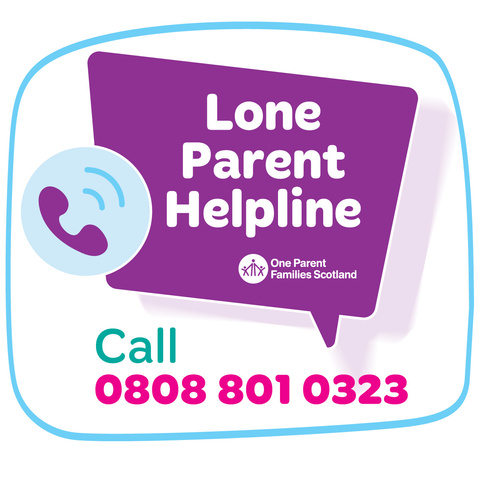 Lone
Parent
Helpline
One Parent
Families Scotland
Call
0808 801 0323